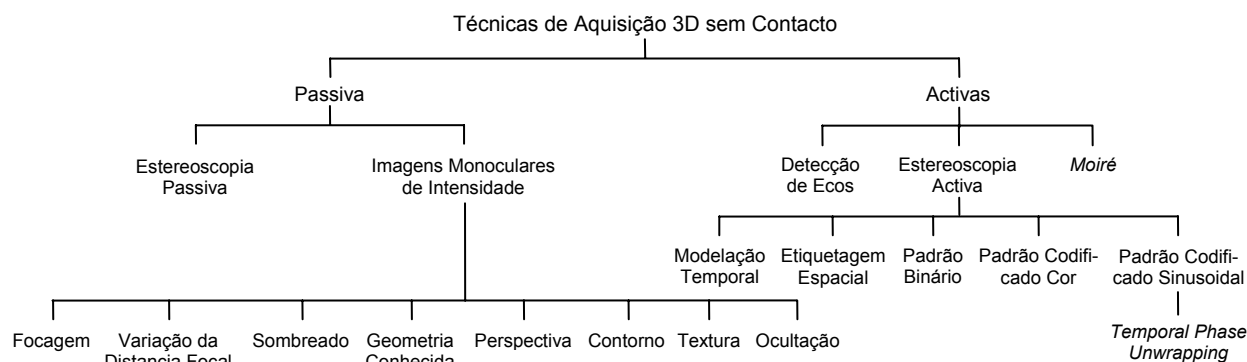 Técnicas de Aquisição 3D sem Contacto
Passiva
Activas
Estereoscopia
Passiva
Imagens Monoculares
de Intensidade
Detecção
de Ecos
Estereoscopia
Activa
Moiré
Modelação
Temporal
Etiquetagem
Espacial
Padrão
Binário
Padrão Codifi-
cado Cor
Padrão Codifi-
cado Sinusoidal
Focagem
Variação da
Distancia Focal
Sombreado
Geometria
Conhecida
Perspectiva
Contorno
Textura
Ocultação
Temporal Phase
Unwrapping